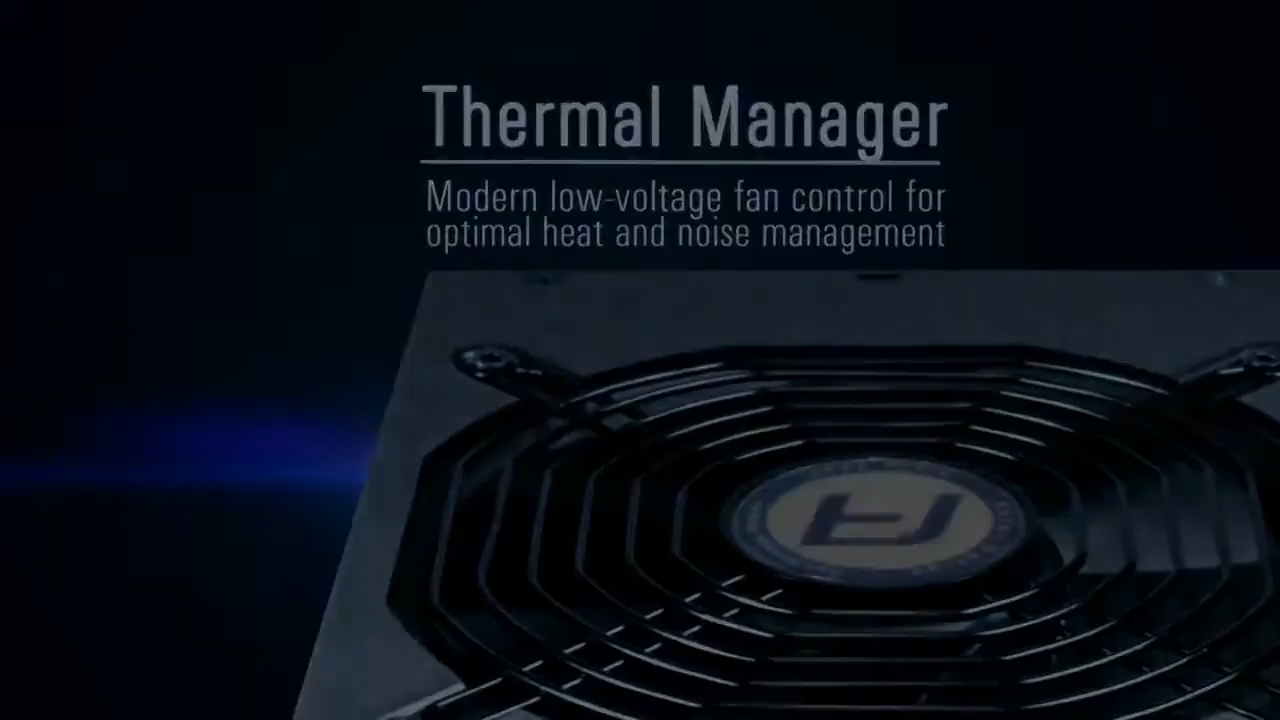 Thermal Manager
Modern low-voltage fan control for
optimal heat and noise management